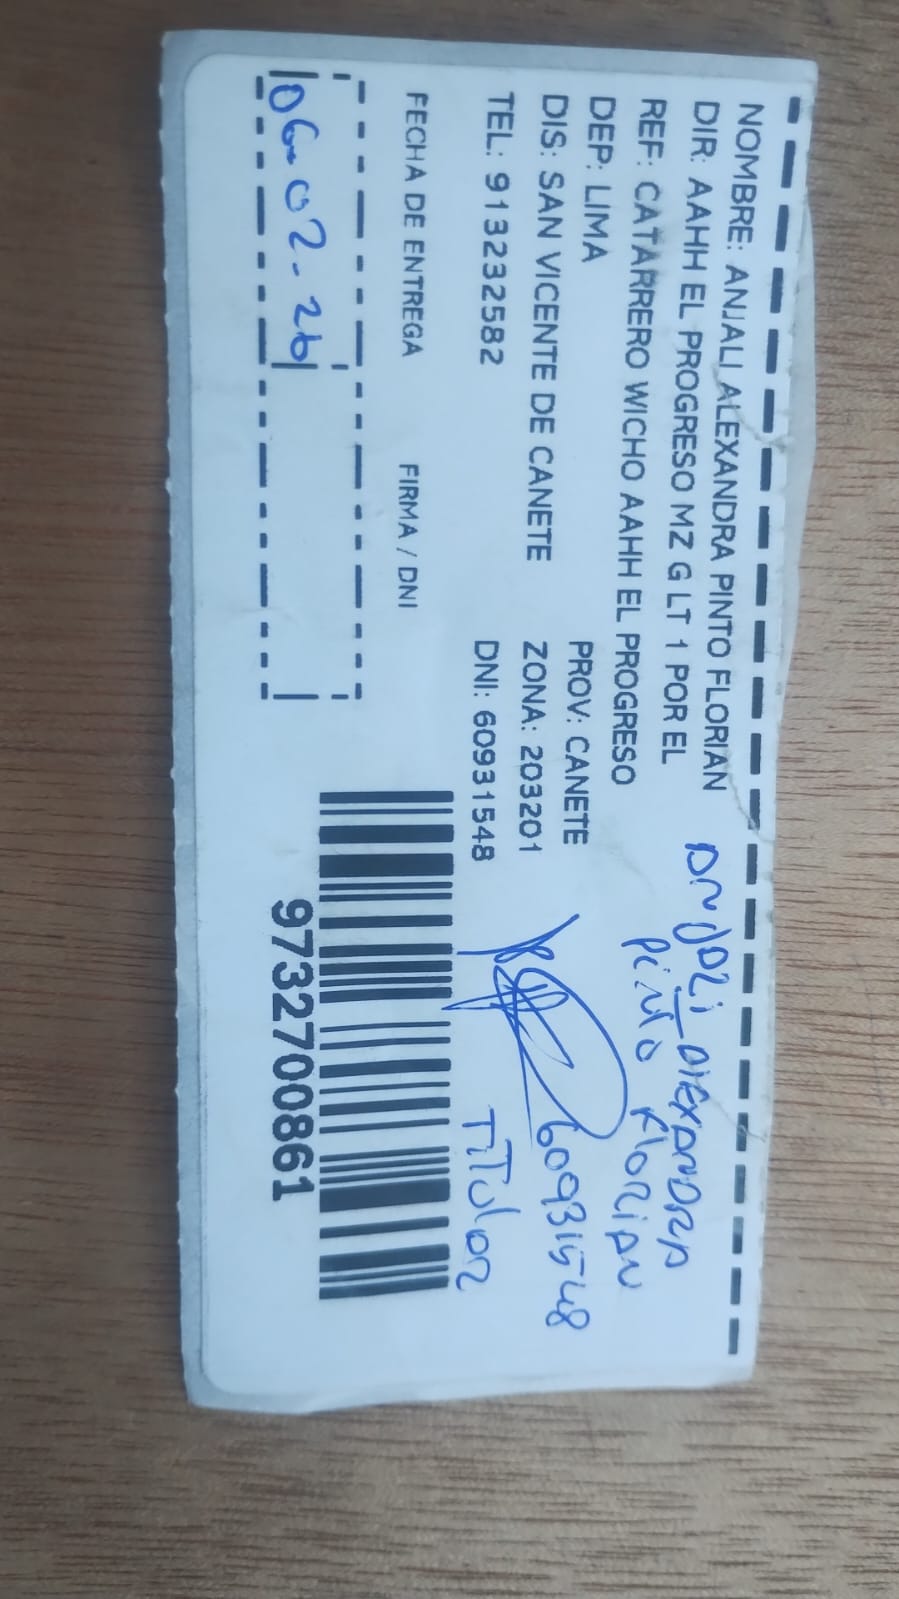 NOMBRE: ANJALI ALEXANDRA PINTO FLORIAN
DIR: AAHH EL PROGRESO MZ G LT 1 POR EL
REF: CATARRERO WICHO AAHH EL PROGRESO
DEP: LIMA PROV: CANETE
DIS: SAN VICENTE DE CANETE ZONA: 203201
TEL: 913232582 DNI: 60931548
FECHA DE ENTREGA FIRMA / DNI
06-02-26
9732700861
Anjali Alexandra
Pinto Florian
60931548
Titular